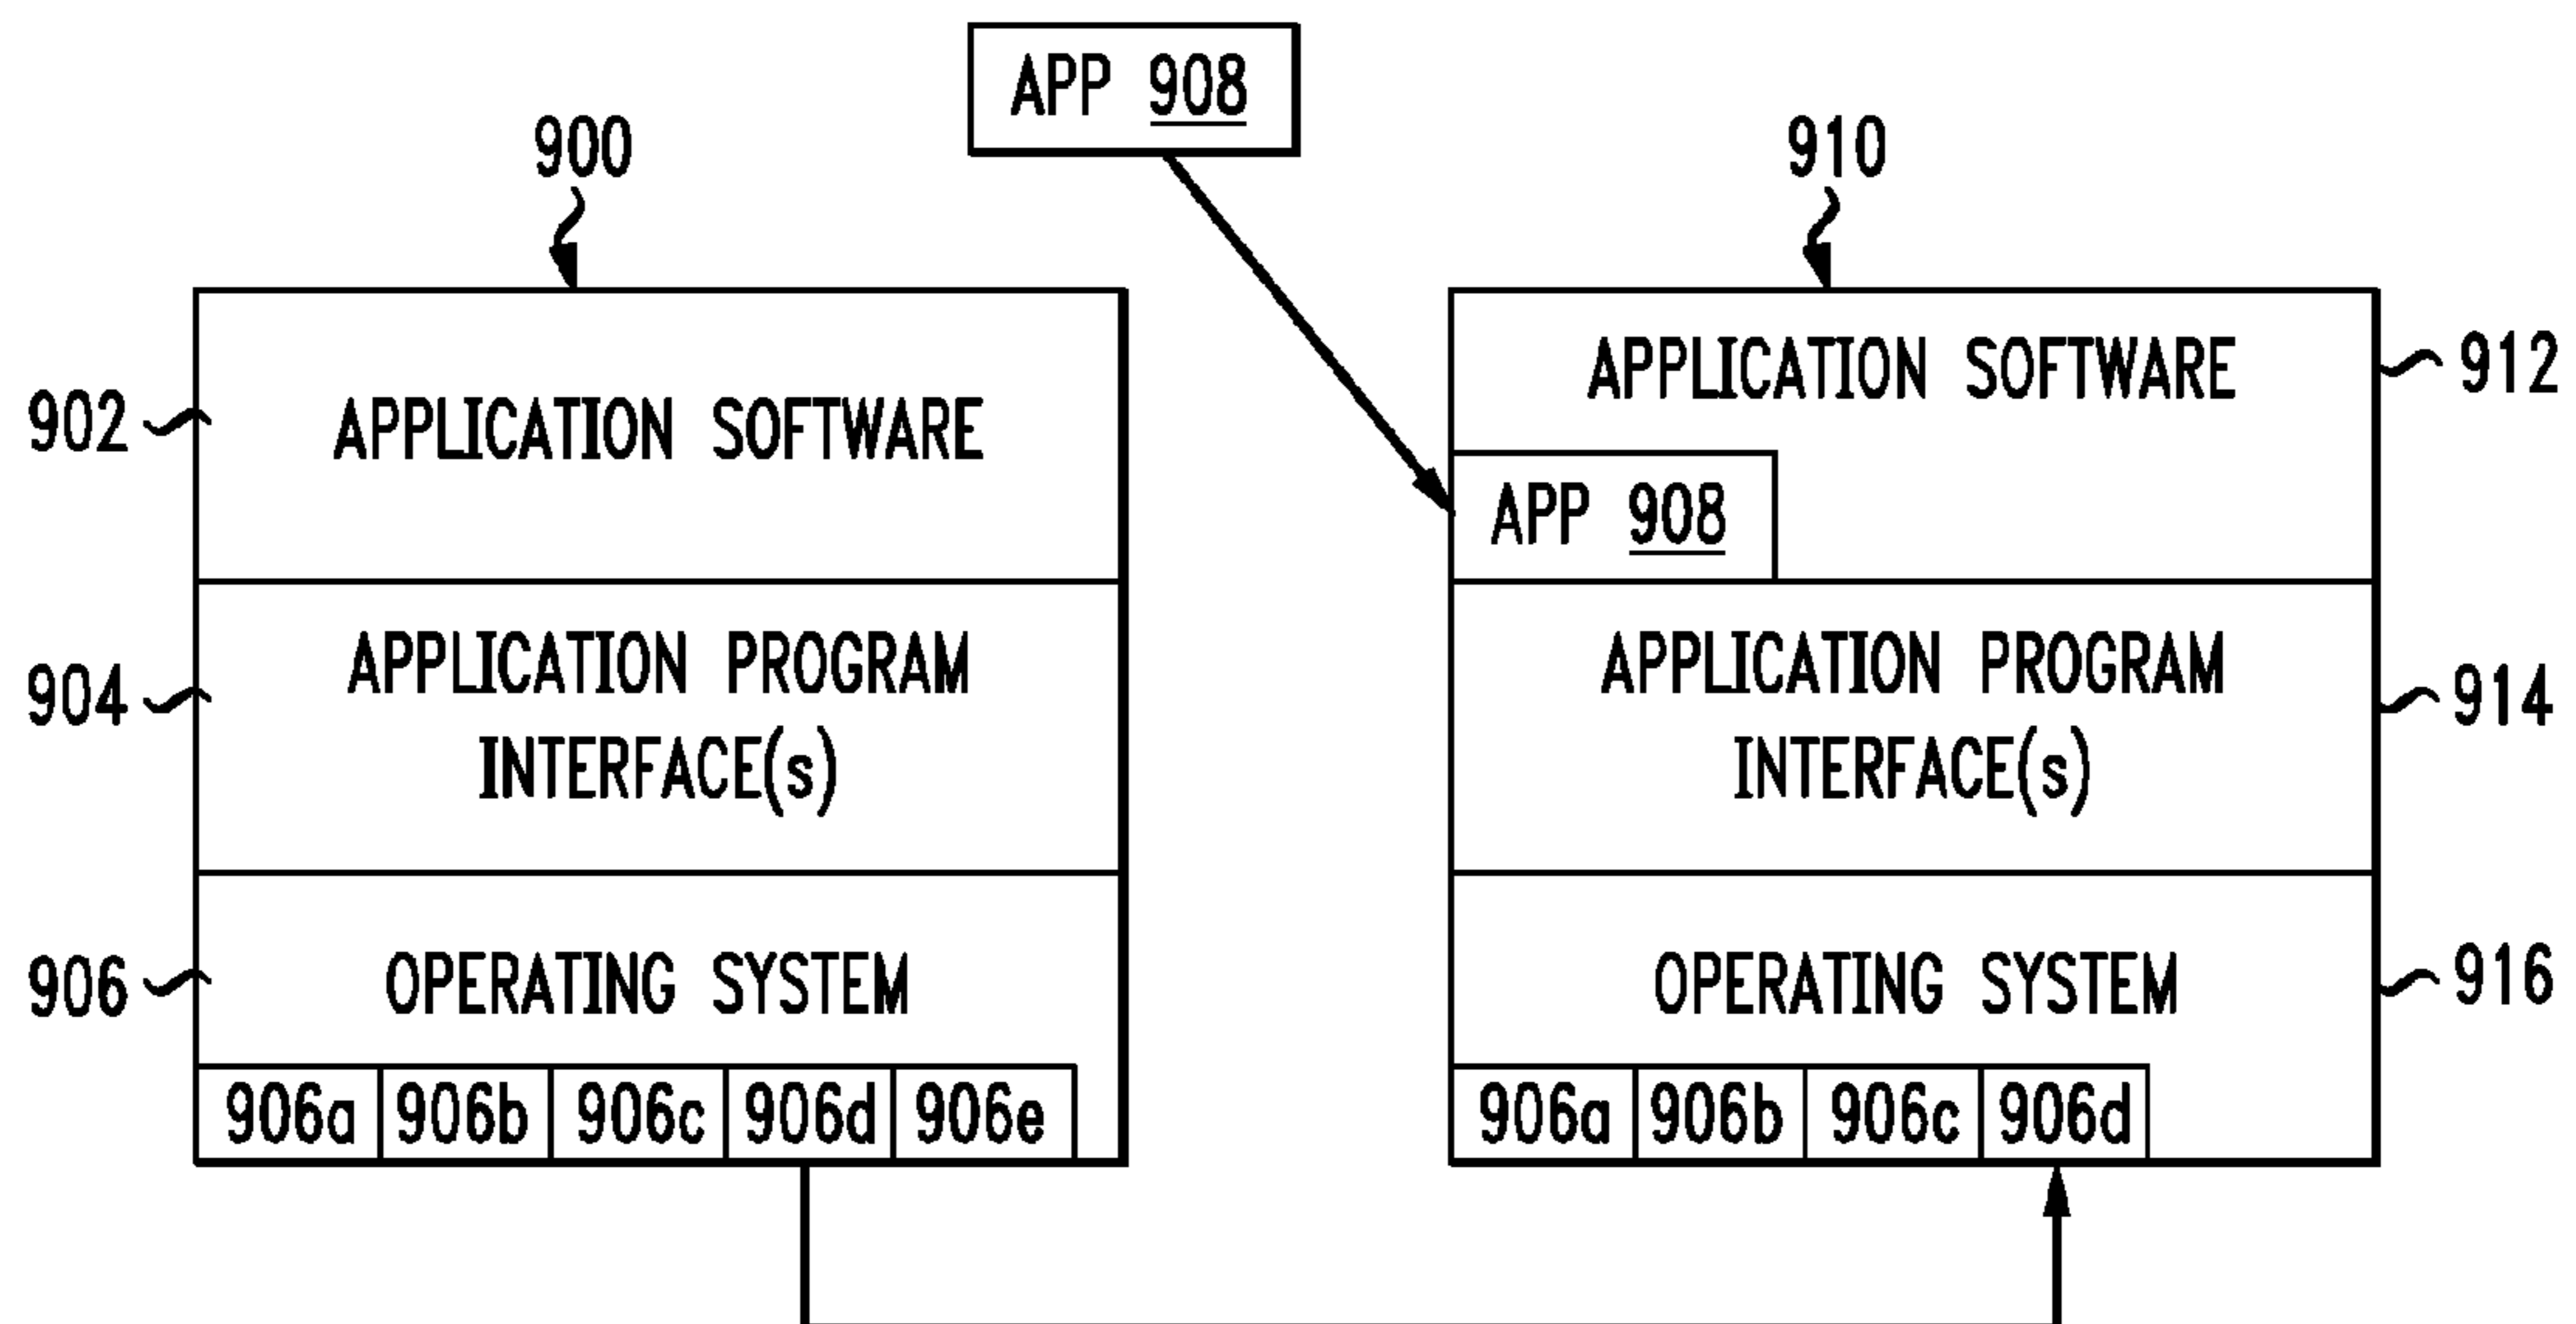 APP 908
900
910
902
APPLICATION SOFTWARE
904
APPLICATION PROGRAM
INTERFACE(s)
906
OPERATING SYSTEM
906a 906b 906c 906d 906e
APPLICATION SOFTWARE
912
APP 908
APPLICATION PROGRAM
INTERFACE(s)
914
OPERATING SYSTEM
916
906a 906b 906c 906d